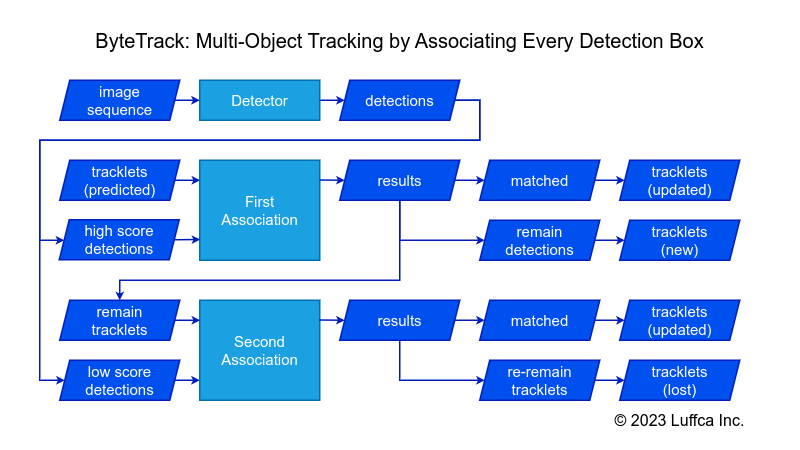 ByteTrack: Multi-Object Tracking by Associating Every Detection Box
image
sequence
Detector
detections
tracklets
(predicted)
high score
detections
First
Association
results
matched
tracklets
(updated)
remain
detections
tracklets
(new)
remain
tracklets
low score
detections
Second
Association
results
matched
tracklets
(updated)
re-remain
tracklets
tracklets
(lost)
© 2023 Luffca Inc.